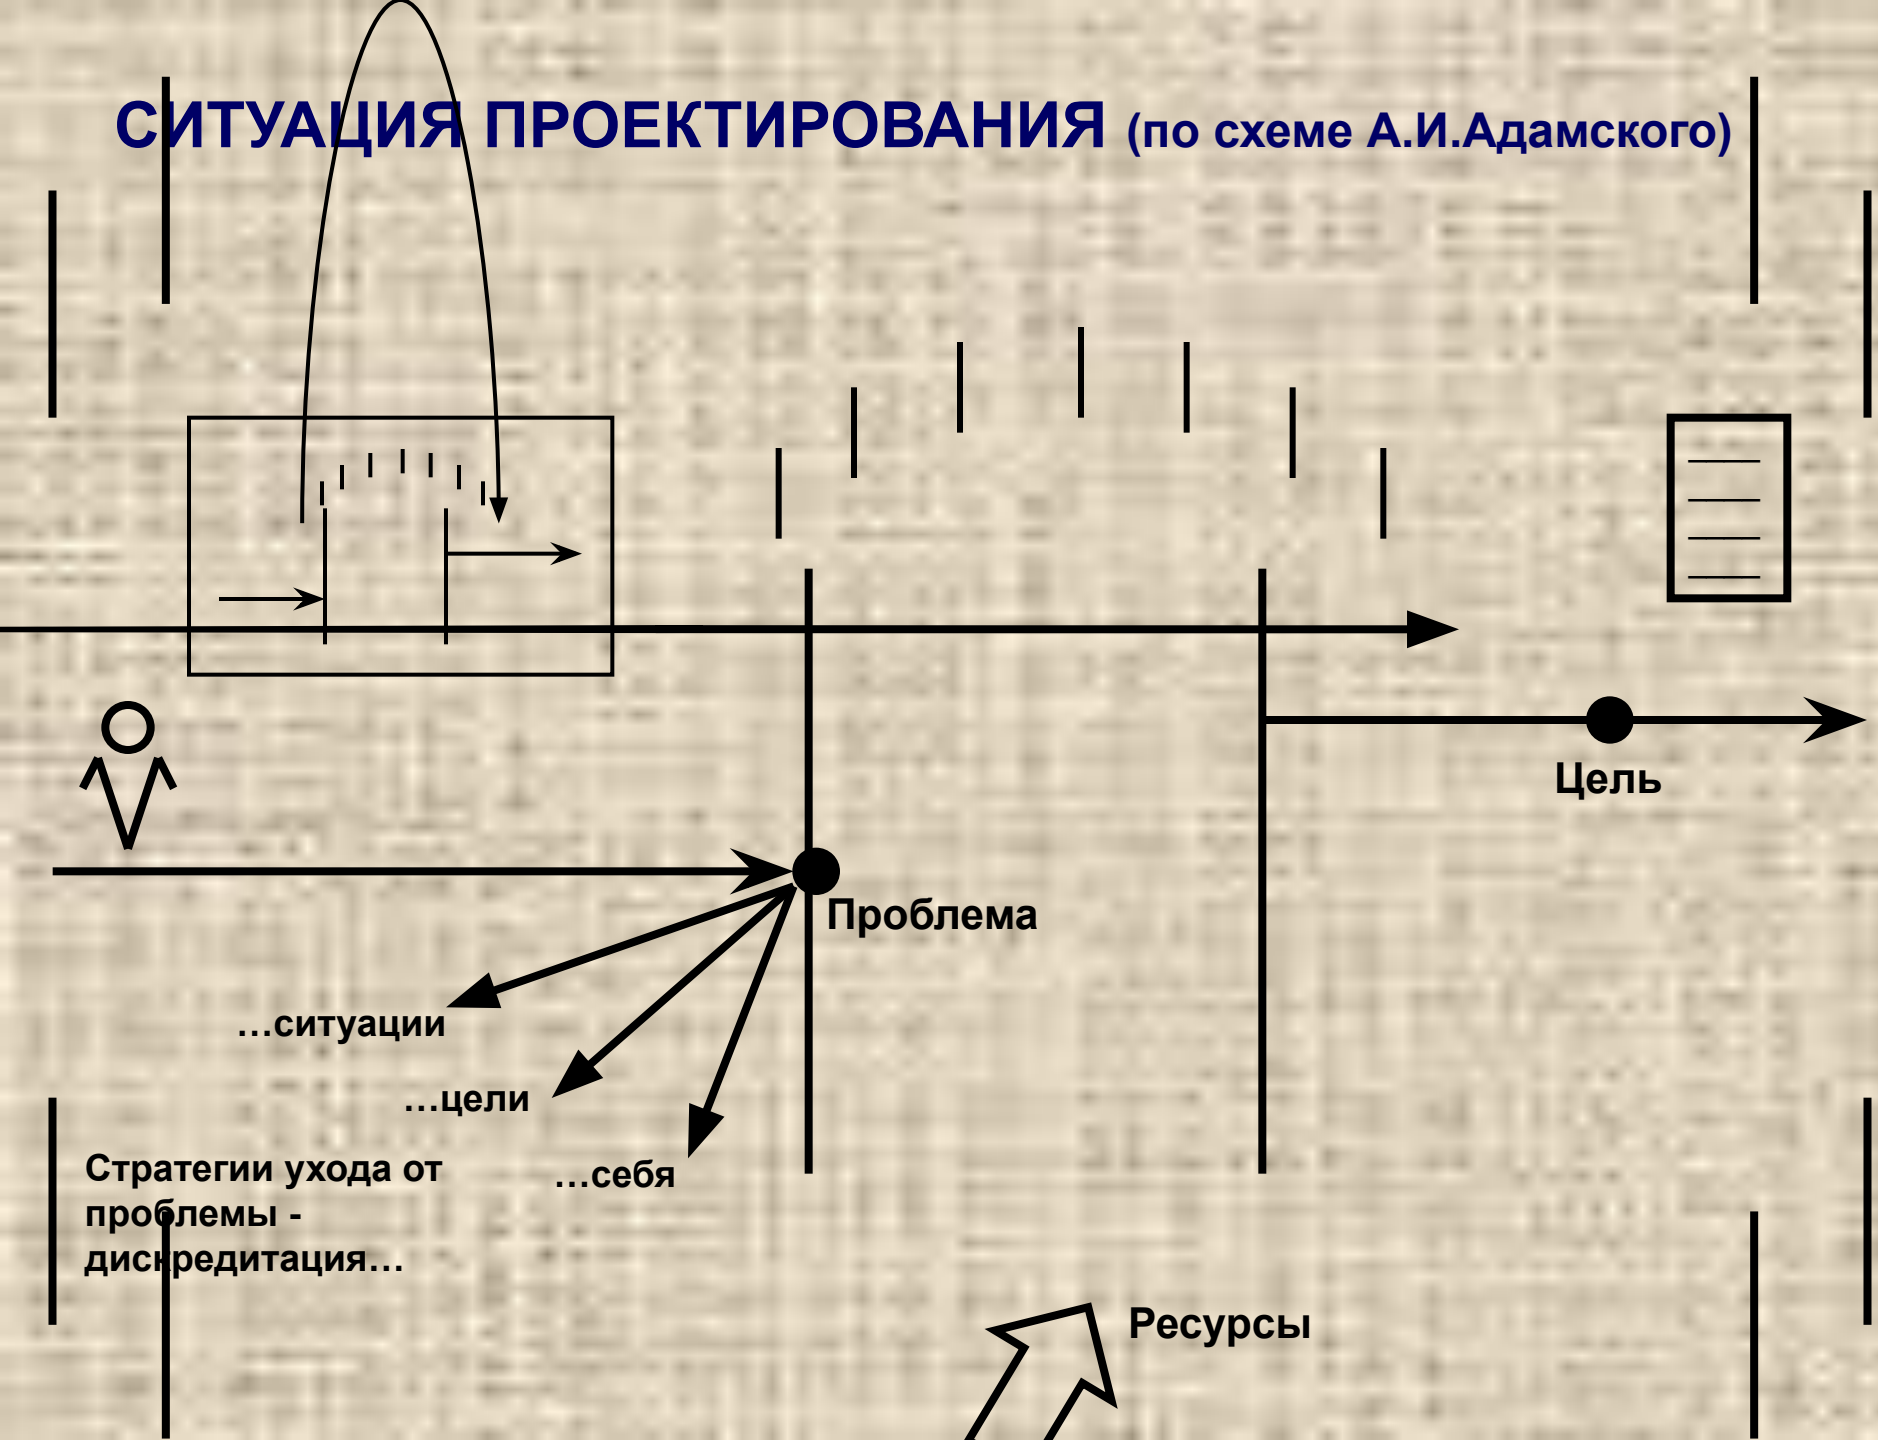 СИТУАЦИЯ ПРОЕКТИРОВАНИЯ (по схеме А.И.Адамского)
Цель
Проблема
…ситуации
…цели
…себя
Стратегии ухода от
проблемы -
дискредитация…
Ресурсы